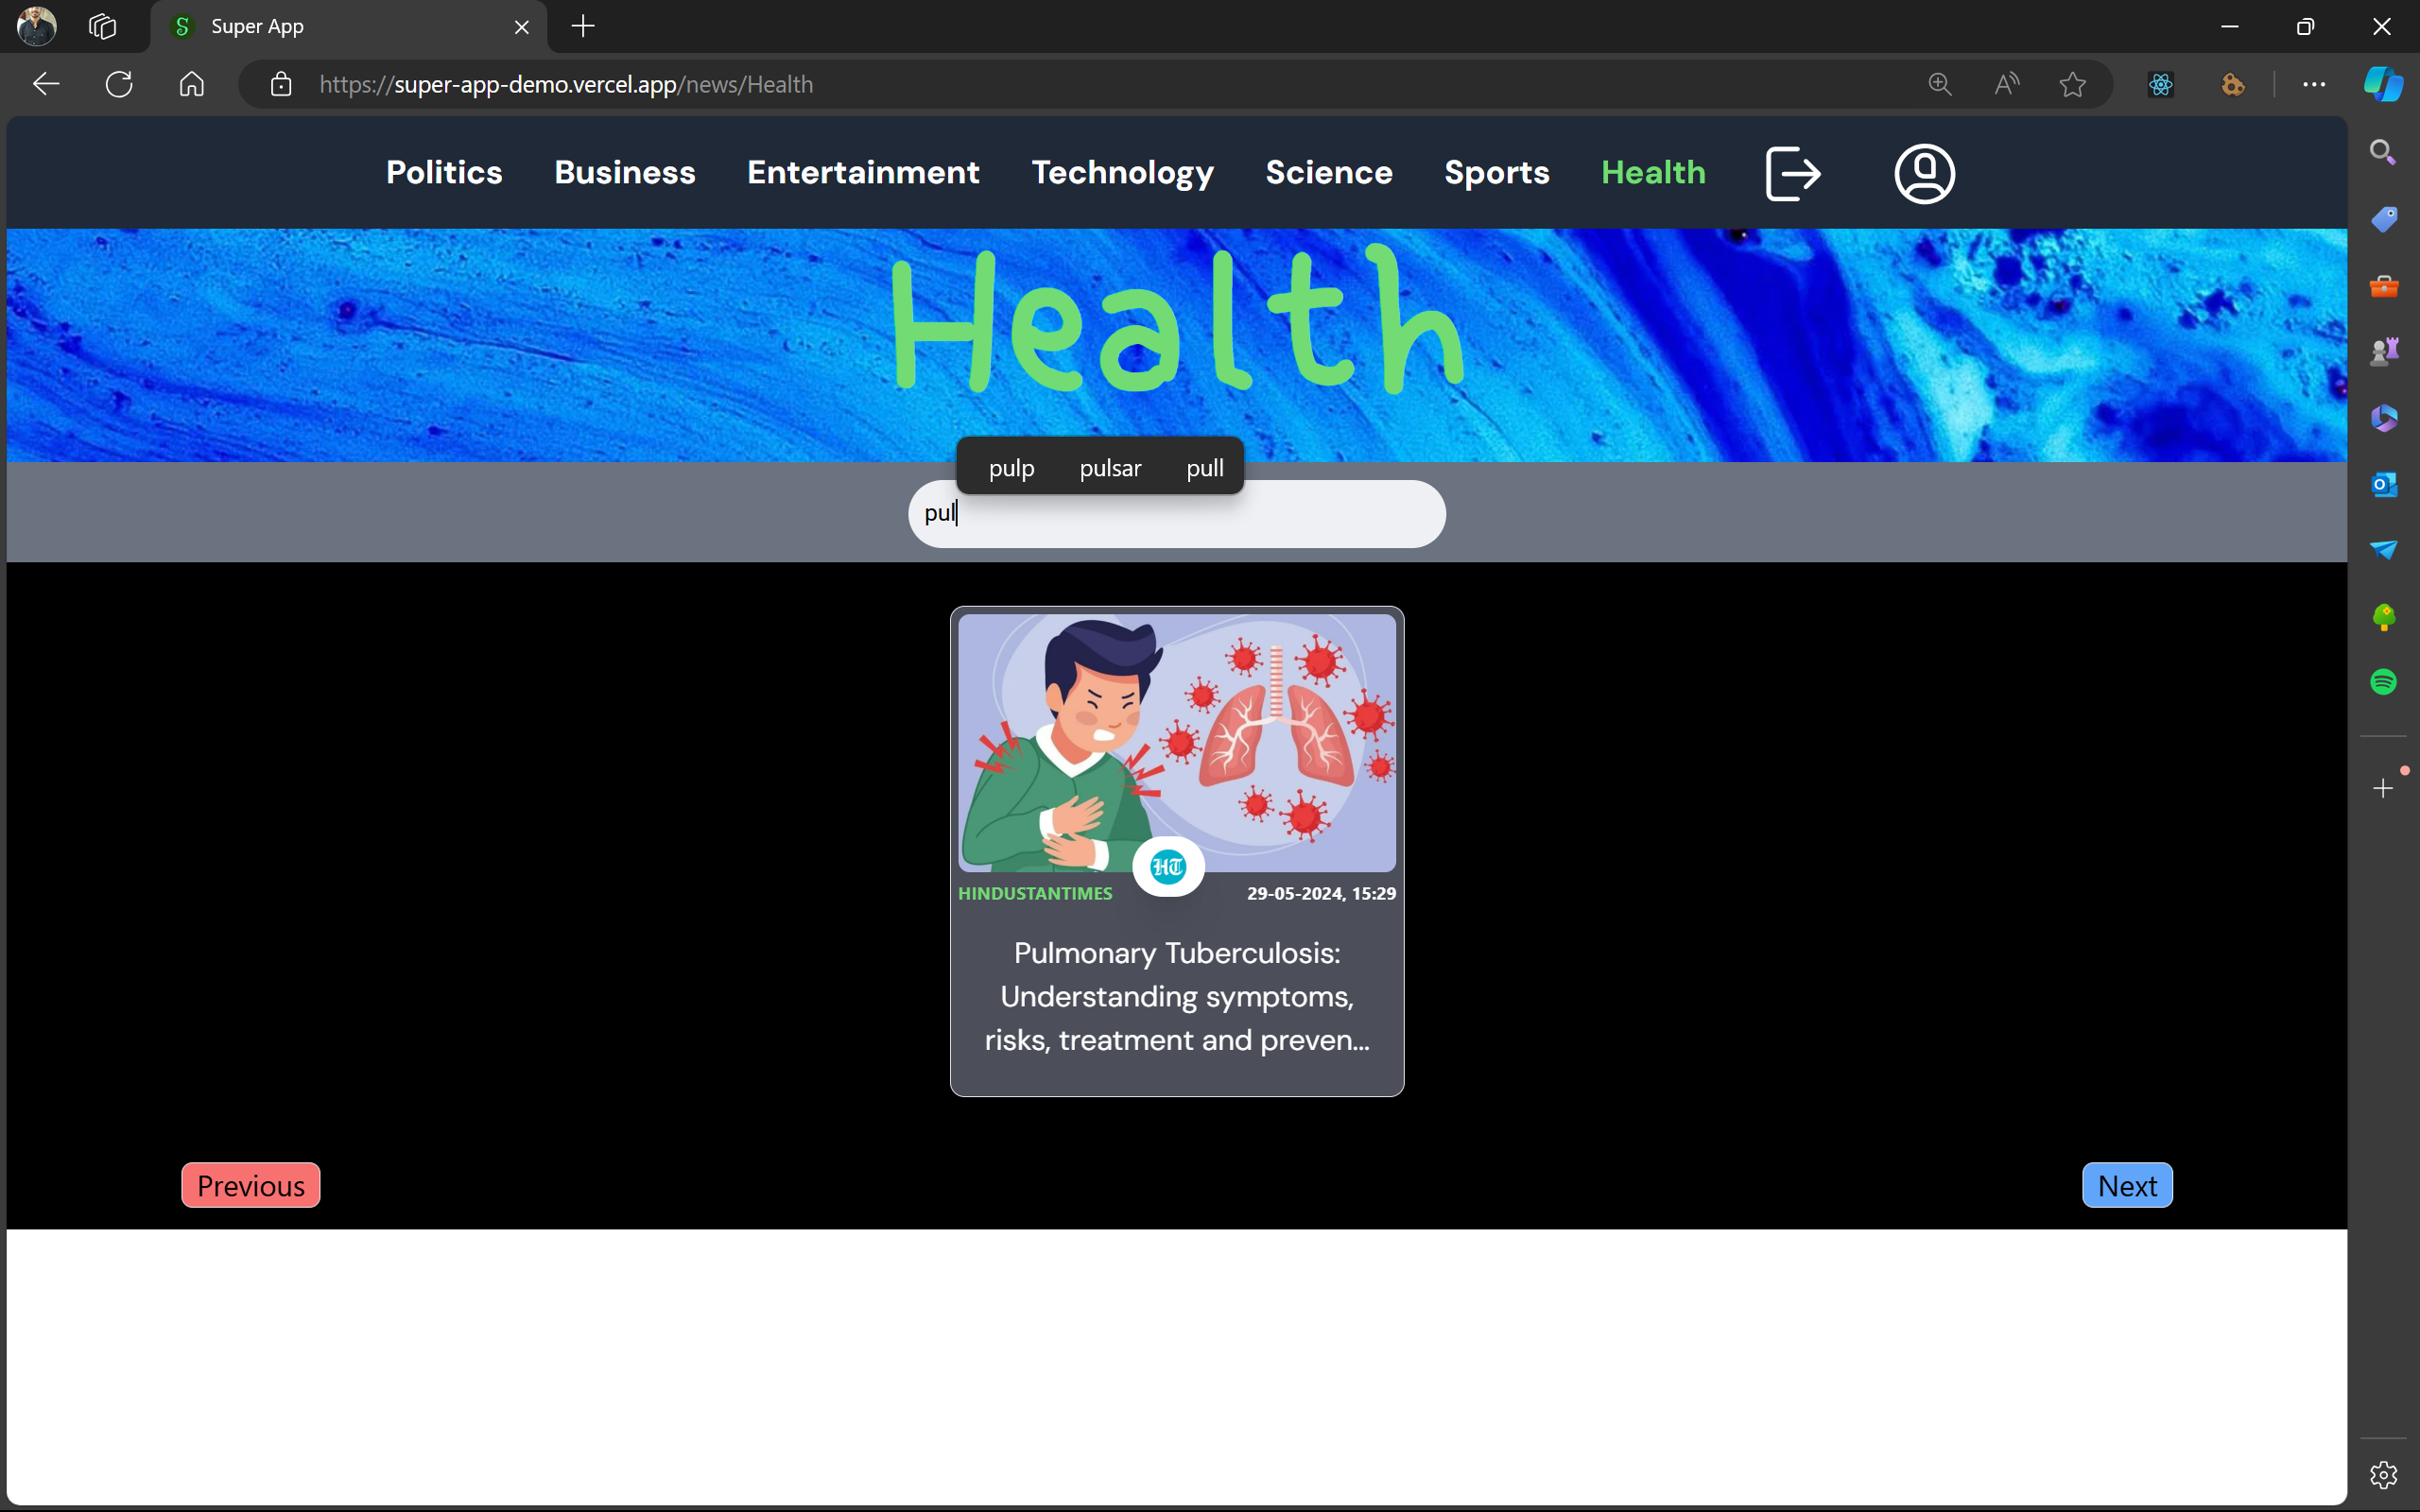 Super App
https://super-app-demo.vercel.app/news/Health
Politics Business Entertainment Technology Science Sports Health
Health
pulp pulsar pull
pul
HT
HINDUSTANTIMES 29-05-2024, 15:29
Pulmonary Tuberculosis:
Understanding symptoms,
risks, treatment and preven...
Previous Next